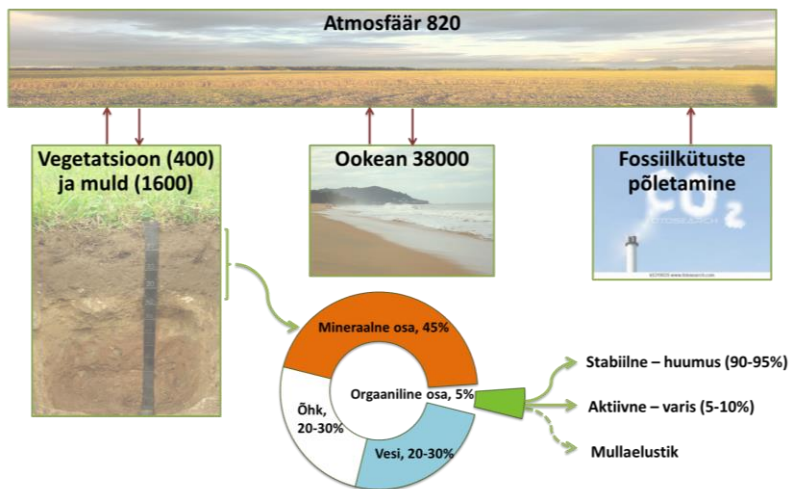 Atmosfäär 820
Vegetatsioon (400)
ja muld (1600)
Ookean 38000
Fossiilkütuste
põletamine
CO2
Mineraalne osa, 45%
Orgaaniline osa, 5%
Õhk,
20-30%
Vesi, 20-30%
Stabiilne – huumus (90-95%)
Aktiivne – varis (5-10%)
Mullaelustik